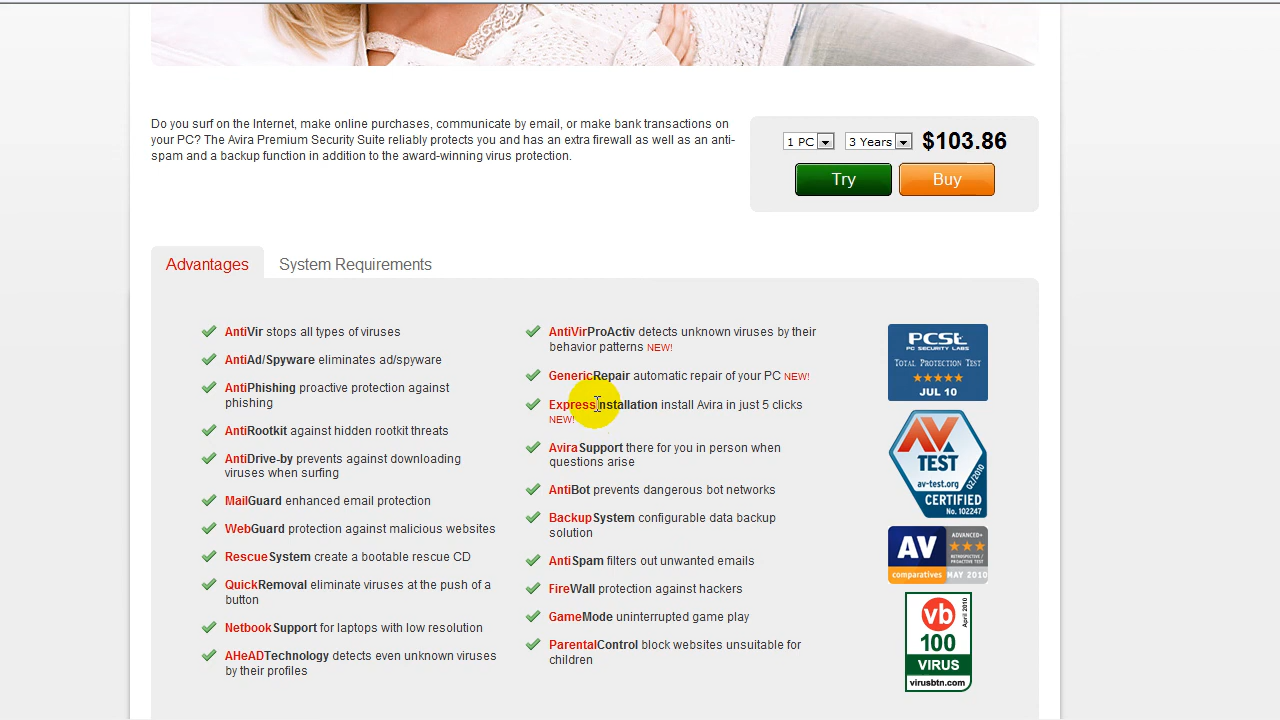 Do you surf on the Internet, make online purchases, communicate by email, or make bank transactions on
your PC? The Avira Premium Security Suite reliably protects you and has an extra firewall as well as an anti-
spam and a backup function in addition to the award-winning virus protection.
1 PC 3 Years $103.86
Try Buy
Advantages System Requirements
AntiVir stops all types of viruses
AntiAd/Spyware eliminates ad/spyware
AntiPhishing proactive protection against
phishing
AntiRootkit against hidden rootkit threats
AntiDrive-by prevents against downloading
viruses when surfing
MailGuard enhanced email protection
WebGuard protection against malicious websites
RescueSystem create a bootable rescue CD
QuickRemoval eliminate viruses at the push of a
button
NetbookSupport for laptops with low resolution
AHeADTechnology detects even unknown viruses
by their profiles
AntiVirProActiv detects unknown viruses by their
behavior patterns NEW!
GenericRepair automatic repair of your PC NEW!
ExpressInstallation install Avira in just 5 clicks
NEW!
AviraSupport there for you in person when
questions arise
AntiBot prevents dangerous bot networks
BackupSystem configurable data backup
solution
AntiSpam filters out unwanted emails
FireWall protection against hackers
GameMode uninterrupted game play
ParentalControl block websites unsuitable for
children
PCSL
PC SECURITY LABS
TOTAL PROTECTION TEST
JUL 10
AV
TEST
av-test.org
Q2/2010
CERTIFIED
No. 102247
AV
comparatives
ADVANCED+
RETROSPECTIVE /
PROACTIVE TEST
MAY 2010
vb
April 2010
100
VIRUS
virusbtn.com